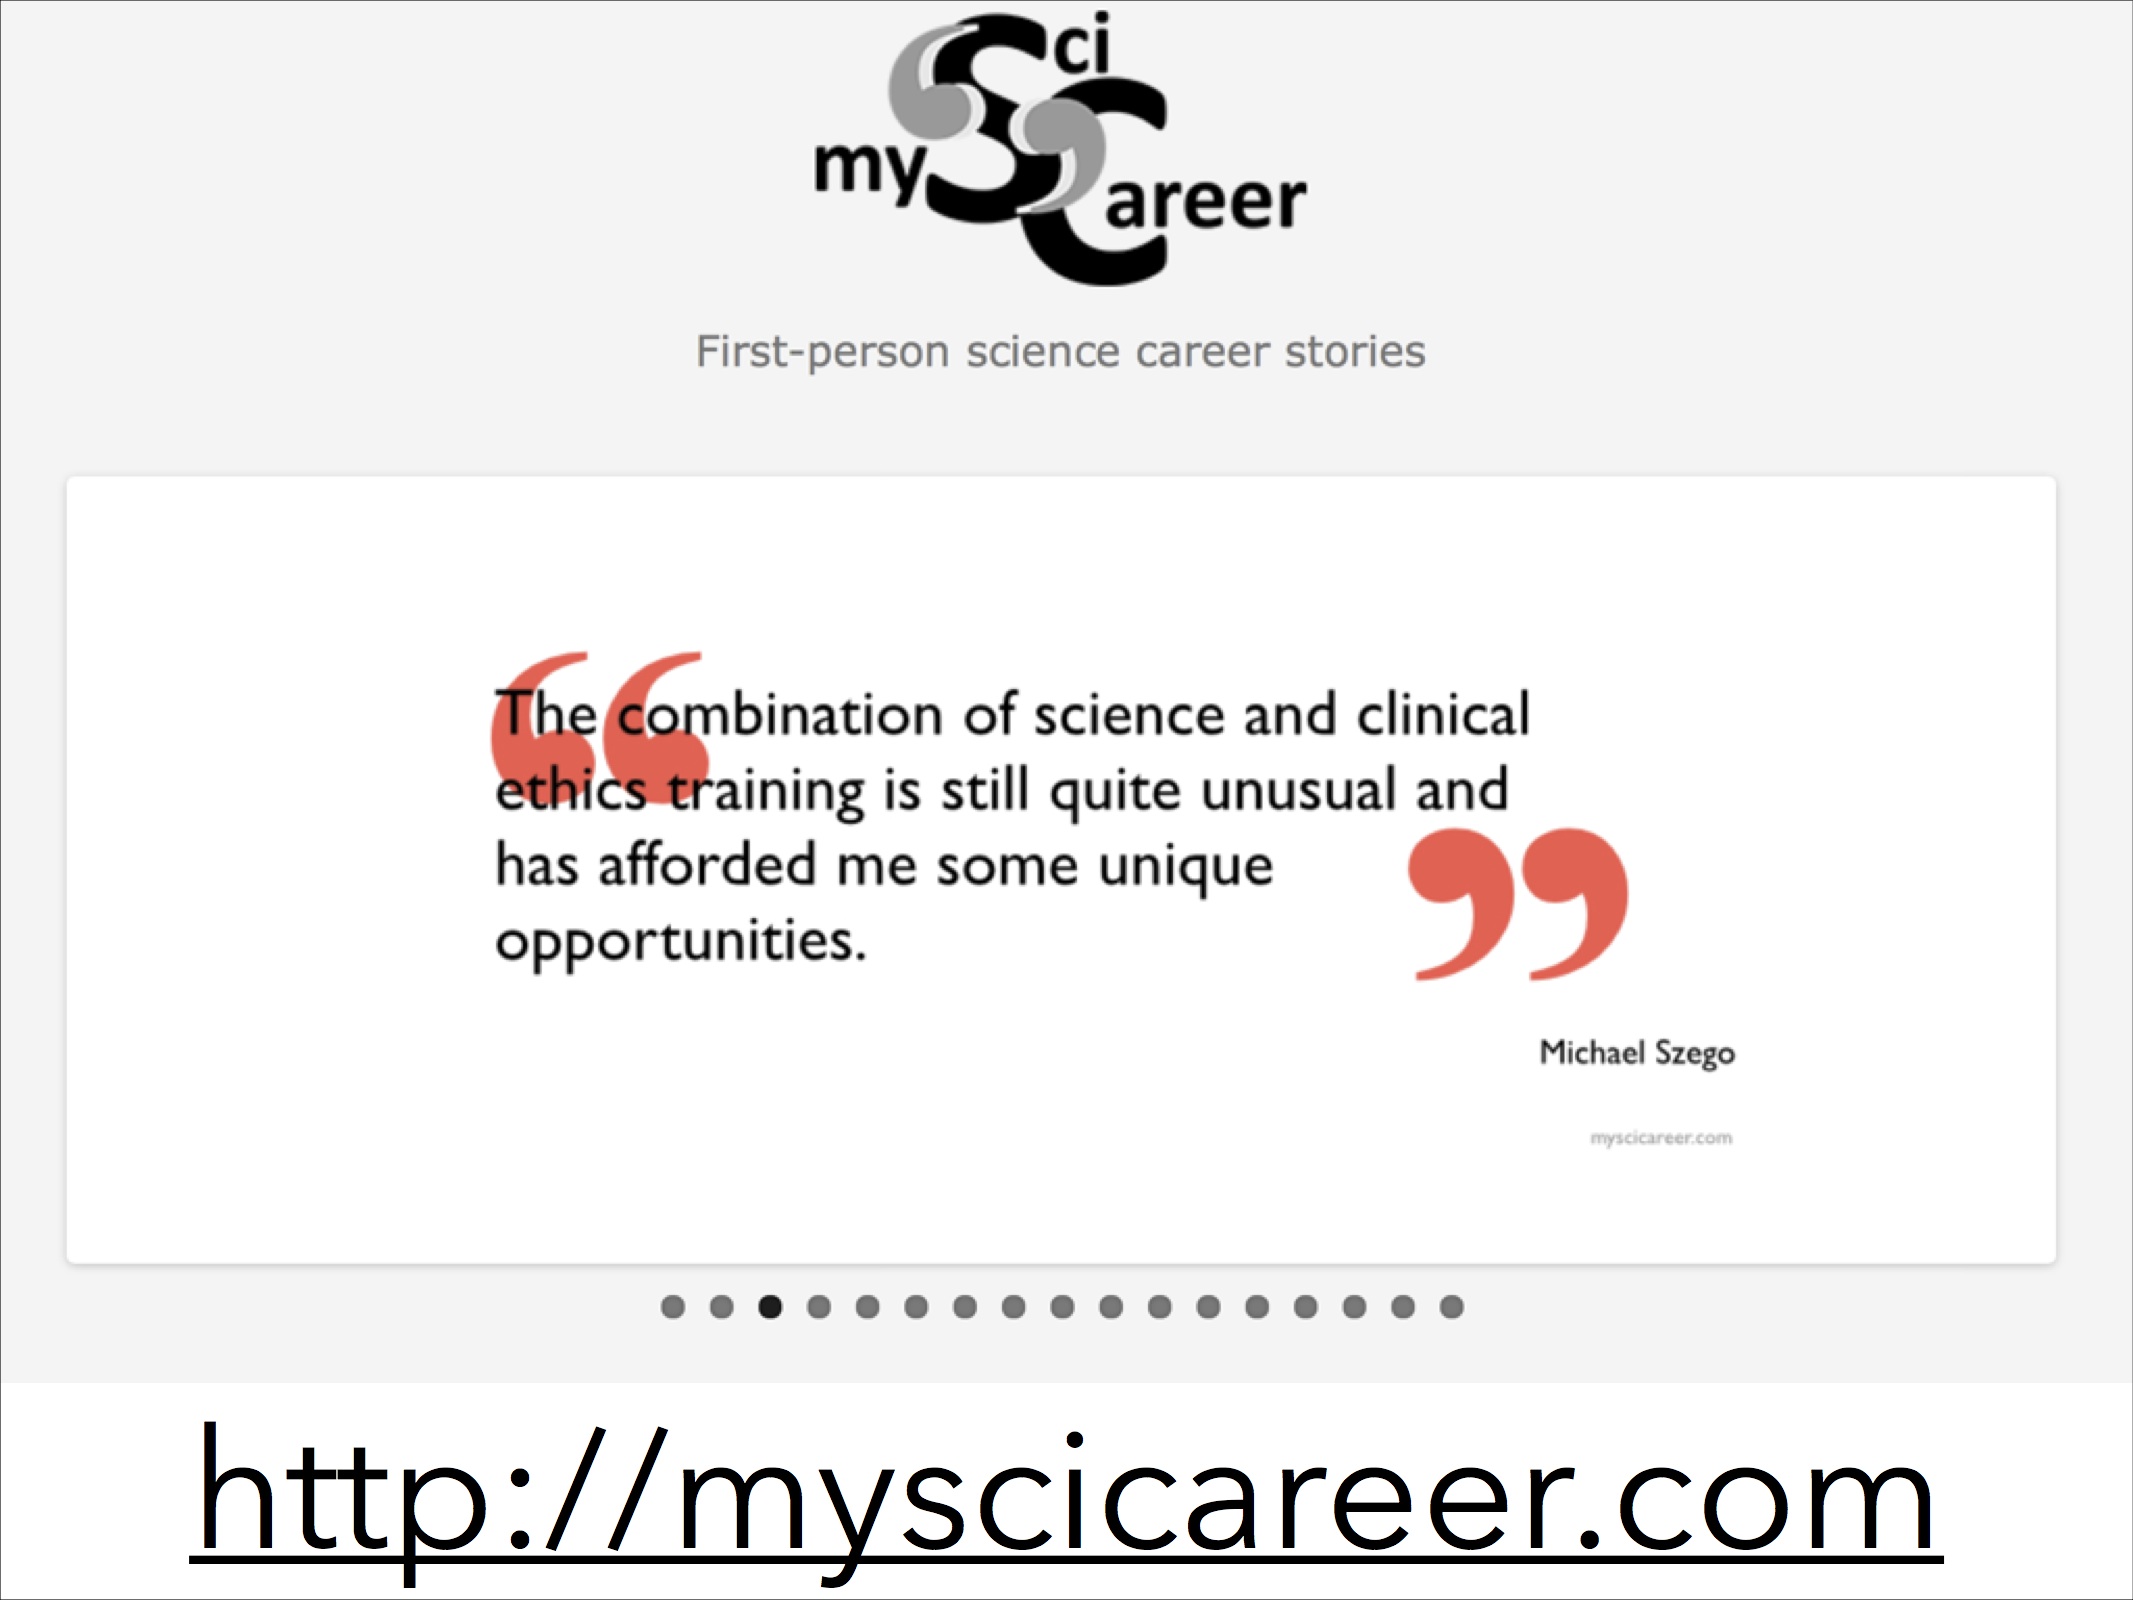 mySciCareer
First-person science career stories
“The combination of science and clinical
ethics training is still quite unusual and
has afforded me some unique
opportunities.”
Michael Szego
myscicareer.com
http://myscicareer.com